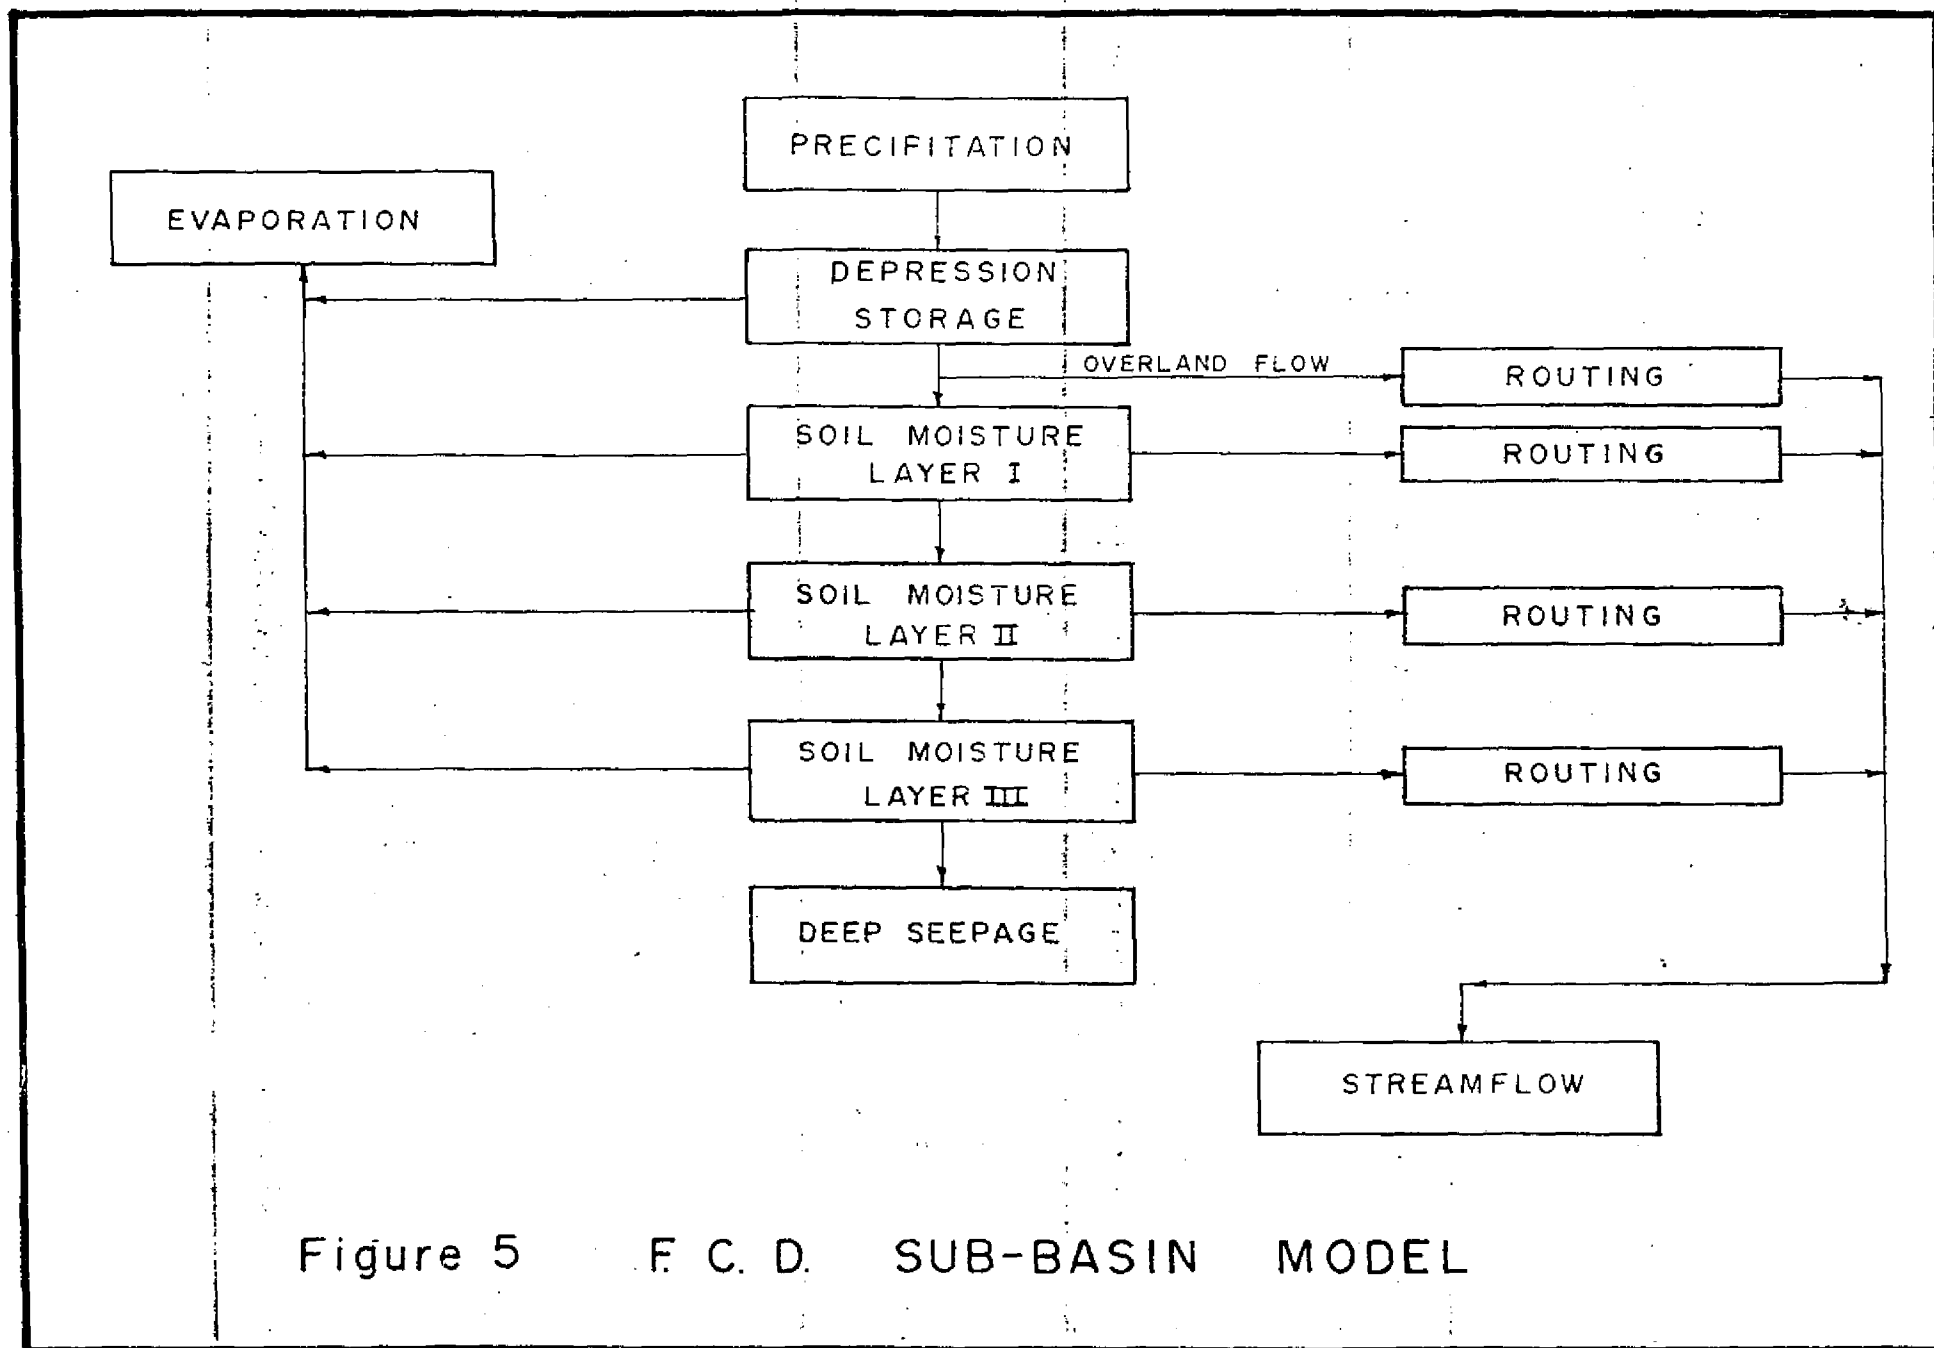 PRECIFITATION
EVAPORATION
DEPRESSION
STORAGE
OVERLAND FLOW
ROUTING
SOIL MOISTURE
LAYER I
ROUTING
SOIL MOISTURE
LAYER II
ROUTING
SOIL MOISTURE
LAYER III
ROUTING
DEEP SEEPAGE
STREAMFLOW
Figure 5 F. C. D. SUB-BASIN MODEL